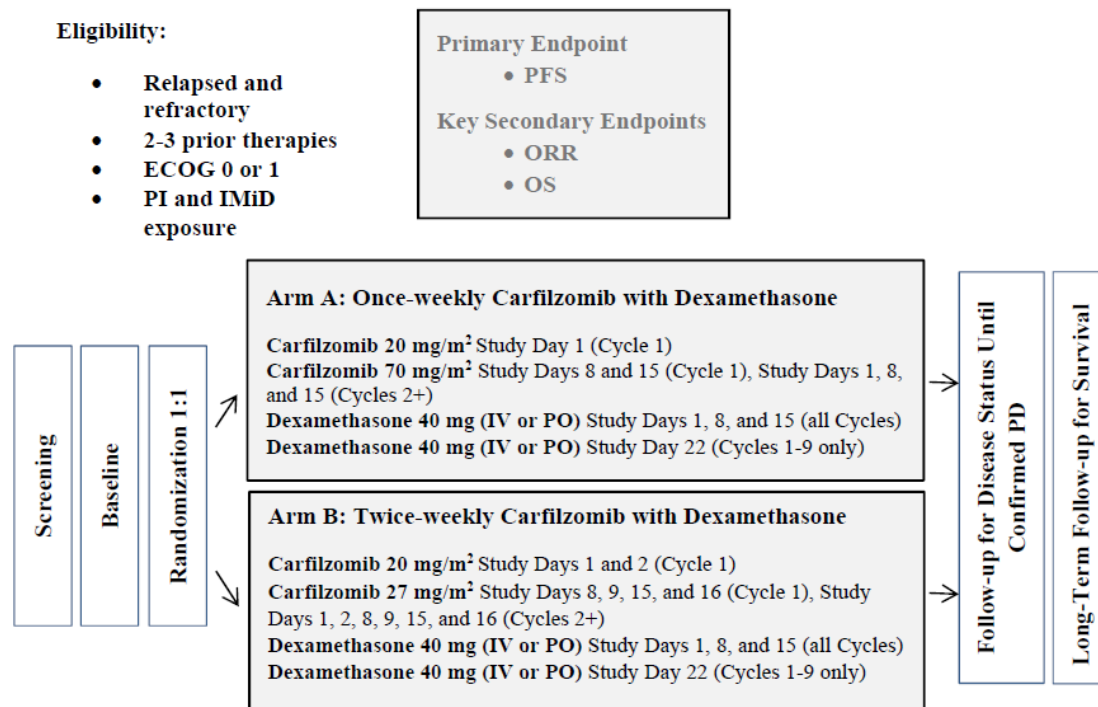 Eligibility:
• Relapsed and
refractory
• 2-3 prior therapies
• ECOG 0 or 1
• PI and IMiD
exposure
Primary Endpoint
• PFS
Key Secondary Endpoints
• ORR
• OS
Screening
Baseline
Randomization 1:1
Arm A: Once-weekly Carfilzomib with Dexamethasone
Carfilzomib 20 mg/m² Study Day 1 (Cycle 1)
Carfilzomib 70 mg/m² Study Days 8 and 15 (Cycle 1), Study Days 1, 8,
and 15 (Cycles 2+)
Dexamethasone 40 mg (IV or PO) Study Days 1, 8, and 15 (all Cycles)
Dexamethasone 40 mg (IV or PO) Study Day 22 (Cycles 1-9 only)
Arm B: Twice-weekly Carfilzomib with Dexamethasone
Carfilzomib 20 mg/m² Study Days 1 and 2 (Cycle 1)
Carfilzomib 27 mg/m² Study Days 8, 9, 15, and 16 (Cycle 1), Study
Days 1, 2, 8, 9, 15, and 16 (Cycles 2+)
Dexamethasone 40 mg (IV or PO) Study Days 1, 8, and 15 (all Cycles)
Dexamethasone 40 mg (IV or PO) Study Day 22 (Cycles 1-9 only)
Follow-up for Disease Status Until
Confirmed PD
Long-Term Follow-up for Survival